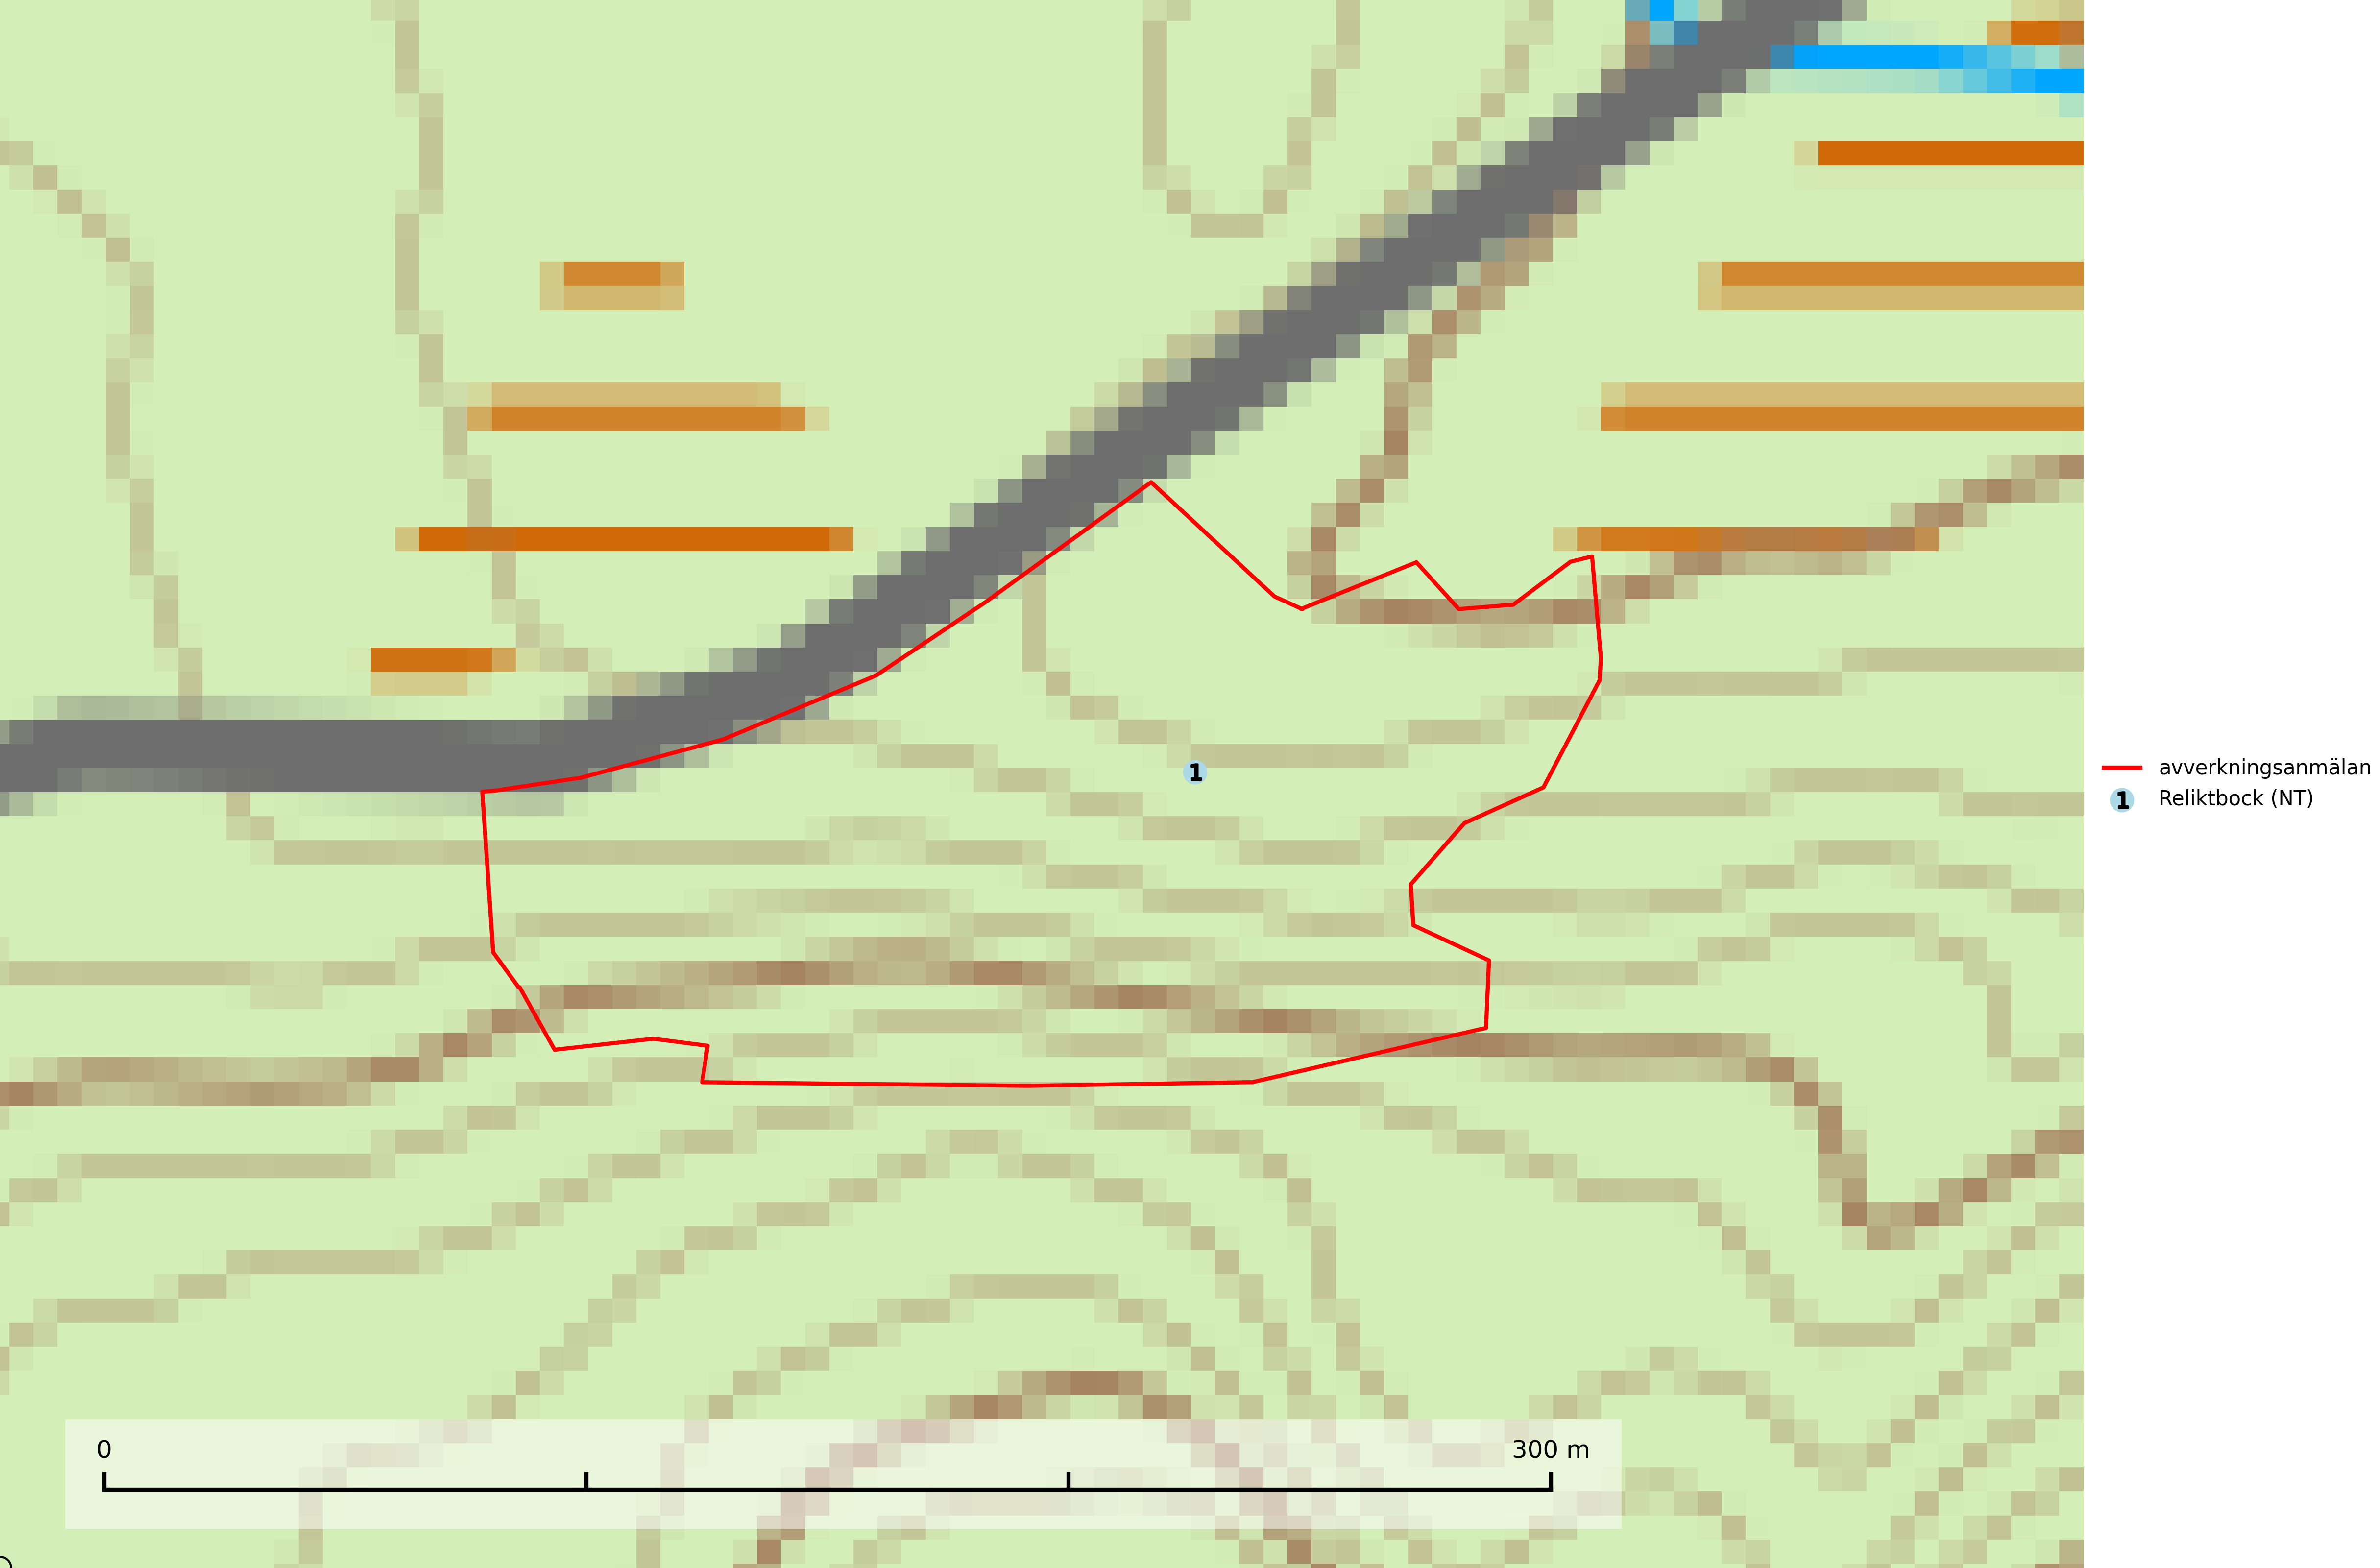 1
avverkningsanmälan
1 Reliktbock (NT)
0 300 m